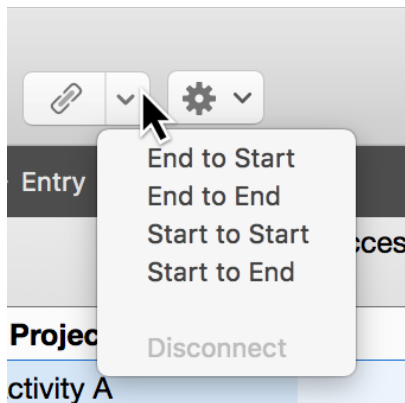 End to Start
Entry
End to End
Start to Start
cces
Start to End
Projec
Disconnect
ctivity A